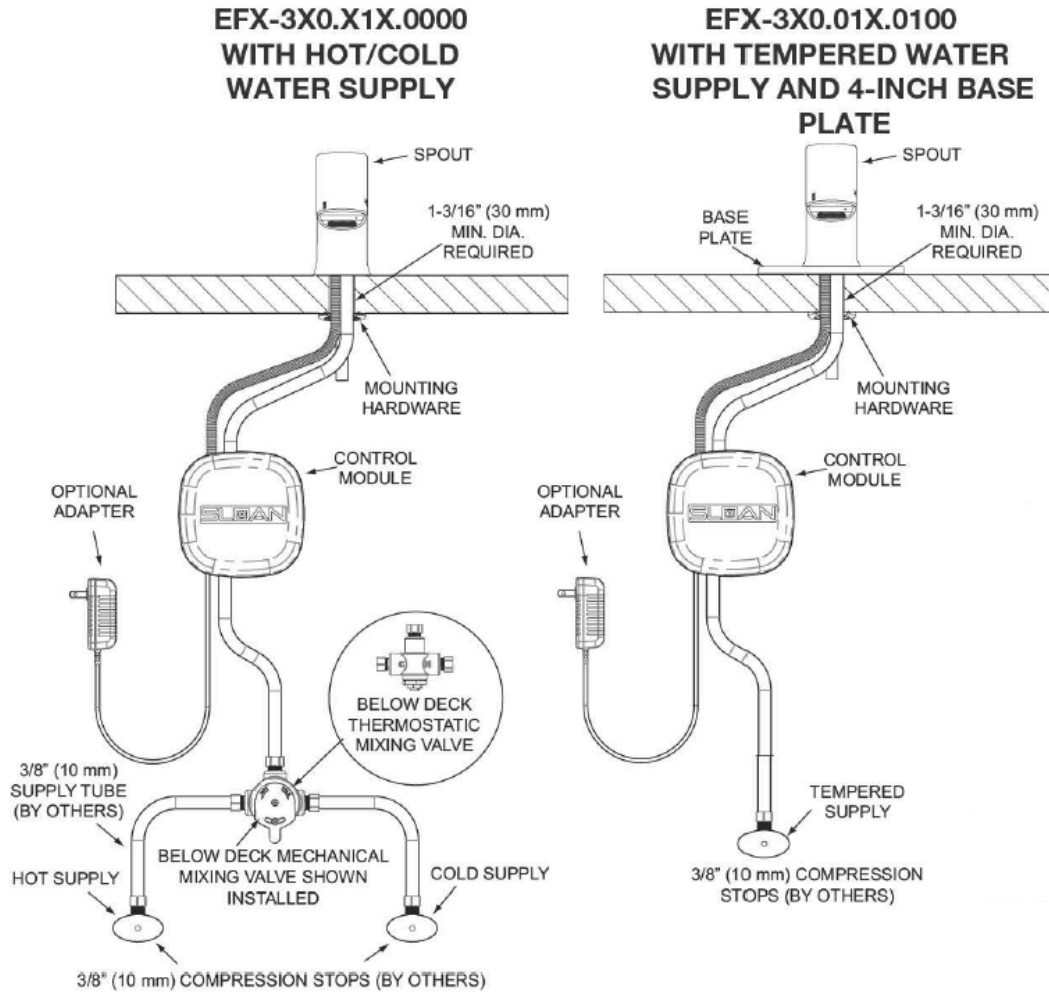 EFX-3X0.X1X.0000
WITH HOT/COLD
WATER SUPPLY
SPOUT
1-3/16" (30 mm)
MIN. DIA.
REQUIRED
MOUNTING
HARDWARE
CONTROL
MODULE
SLOAN
OPTIONAL
ADAPTER
BELOW DECK
THERMOSTATIC
MIXING VALVE
3/8" (10 mm)
SUPPLY TUBE
(BY OTHERS)
BELOW DECK MECHANICAL
MIXING VALVE SHOWN
INSTALLED
HOT SUPPLY
COLD SUPPLY
3/8" (10 mm) COMPRESSION STOPS (BY OTHERS)
EFX-3X0.01X.0100
WITH TEMPERED WATER
SUPPLY AND 4-INCH BASE
PLATE
SPOUT
BASE
PLATE
1-3/16" (30 mm)
MIN. DIA.
REQUIRED
MOUNTING
HARDWARE
CONTROL
MODULE
SLOAN
OPTIONAL
ADAPTER
TEMPERED
SUPPLY
3/8" (10 mm) COMPRESSION
STOPS (BY OTHERS)